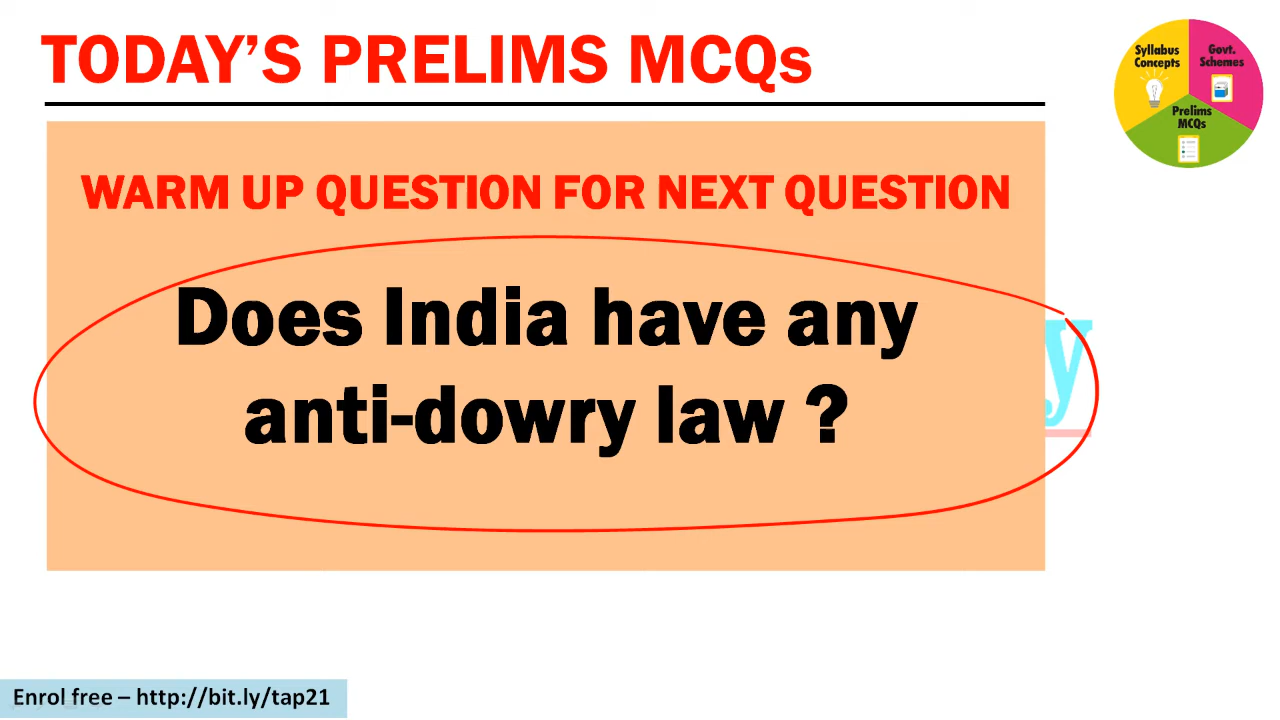 TODAY'S PRELIMS MCQs
Syllabus
Concepts
Govt.
Schemes
Prelims
MCQs
WARM UP QUESTION FOR NEXT QUESTION
Does India have any
anti-dowry law ?
y
Enrol free – http://bit.ly/tap21